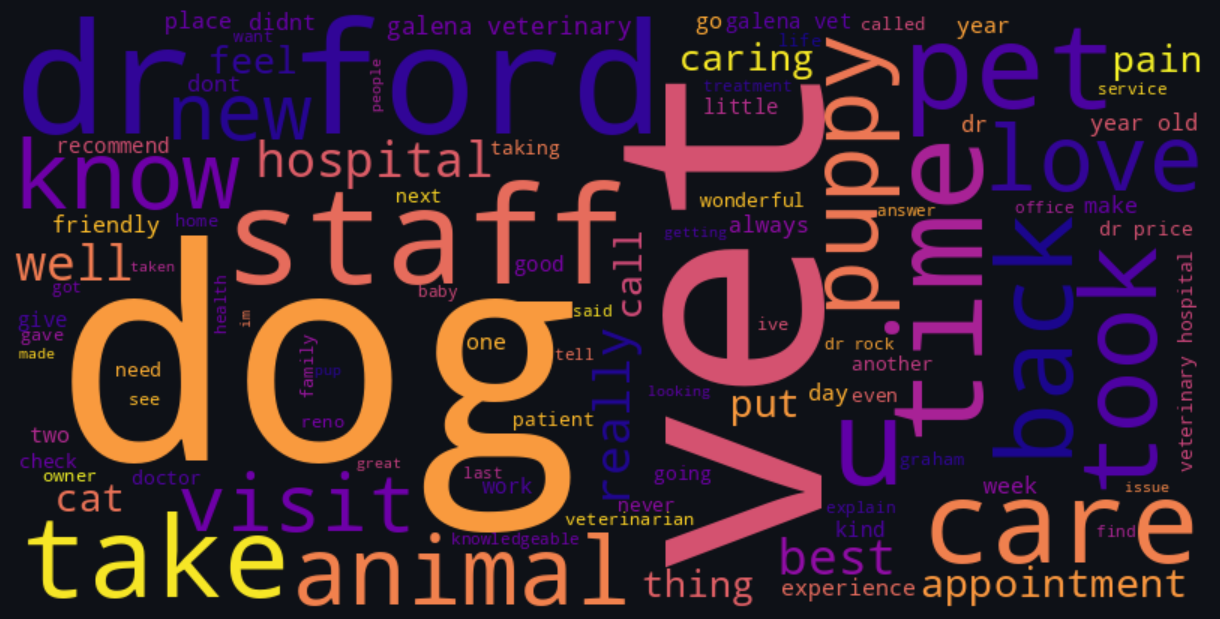 place
didnt
galena veterinary
go
galena vet
called
year
dr ford
want
life
caring
pet
pain
feel
people
dont
new
treatment
little
service
puppy
dr
year old
recommend
know
hospital
taking
vet
love
next
wonderful
answer
office
make
friendly
home
staff
getting
always
time
dr price
well
taken
good
call
back
took
veterinary hospital
got
health
baby
give
im
said
ive
gave
made
dog
one
tell
dr rock
another
need
family
pup
really
looking
see
put
day
even
reno
patient
u
two
check
great
graham
owner
doctor
last
going
work
week
issue
cat
visit
never
explain
veterinarian
kind
care
find
knowledgeable
take
animal
best
thing
experience
appointment